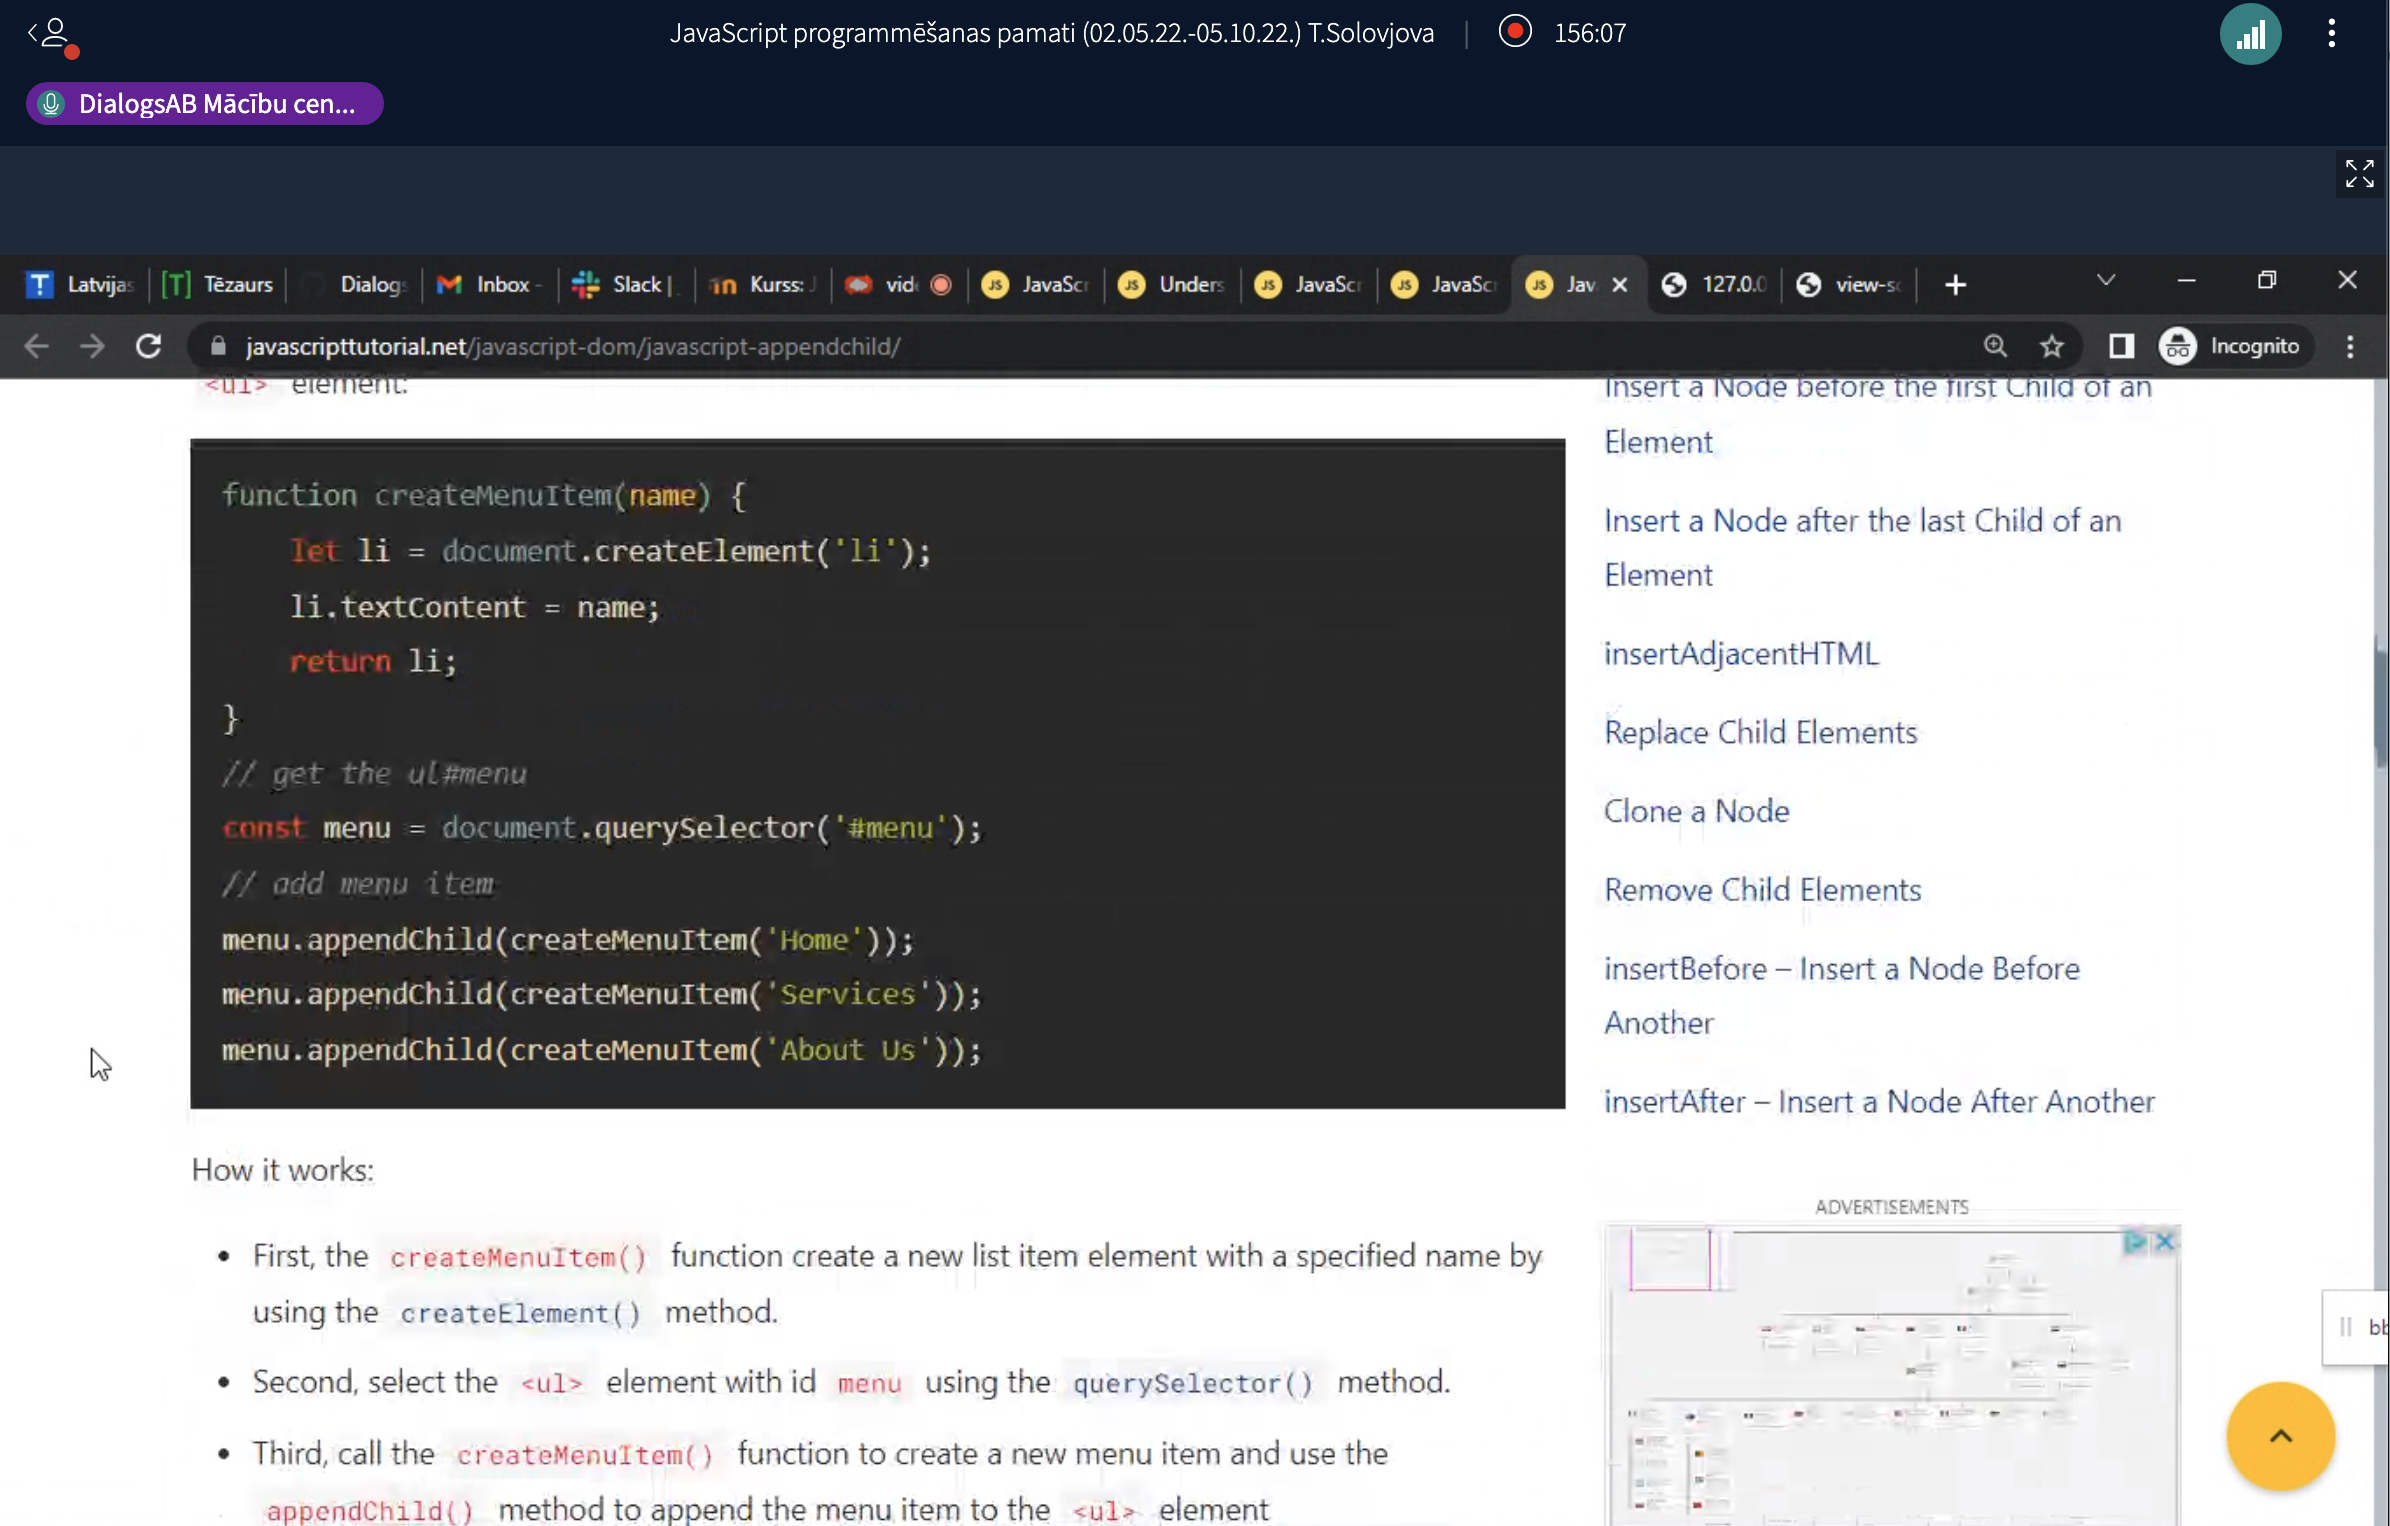 JavaScript programmēšanas pamati (02.05.22.-05.10.22.) T.Solovjova
156:07
DialogsAB Mācību cen...
Latvijas
Tēzaurs
Dialogs
Inbox -
Slack |
Kurss: J
vid
JavaScr
Unders
JavaScr
JavaSc
Jav
127.0.0
view-so
javascripttutorial.net/javascript-dom/javascript-appendchild/
Incognito
<ul> element:
function createMenuItem(name) {
let li = document.createElement('li');
li.textContent = name;
return li;
}
// get the ul#menu
const menu = document.querySelector('#menu');
// add menu item
menu.appendChild(createMenuItem('Home'));
menu.appendChild(createMenuItem('Services'));
menu.appendChild(createMenuItem('About Us'));
How it works:
• First, the createMenuItem() function create a new list item element with a specified name by
using the createElement() method.
• Second, select the <ul> element with id menu using the querySelector() method.
• Third, call the createMenuItem() function to create a new menu item and use the
appendChild() method to append the menu item to the <ul> element
Insert a Node before the first Child of an
Element
Insert a Node after the last Child of an
Element
insertAdjacentHTML
Replace Child Elements
Clone a Node
Remove Child Elements
insertBefore – Insert a Node Before
Another
insertAfter – Insert a Node After Another
ADVERTISEMENTS